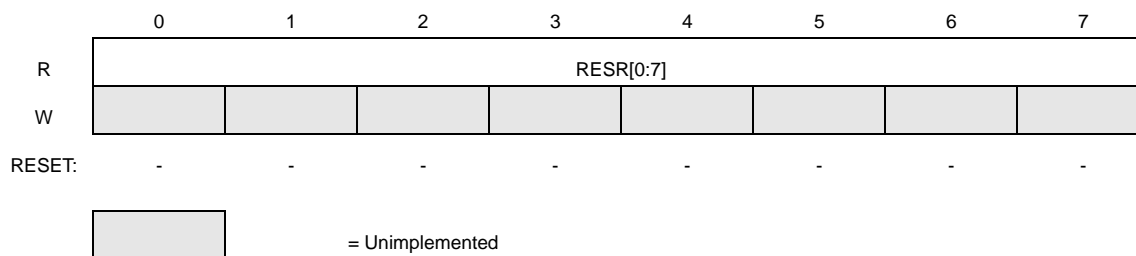 0 1 2 3 4 5 6 7
R RESR[0:7]
W
RESET: - - - - - - - -
= Unimplemented